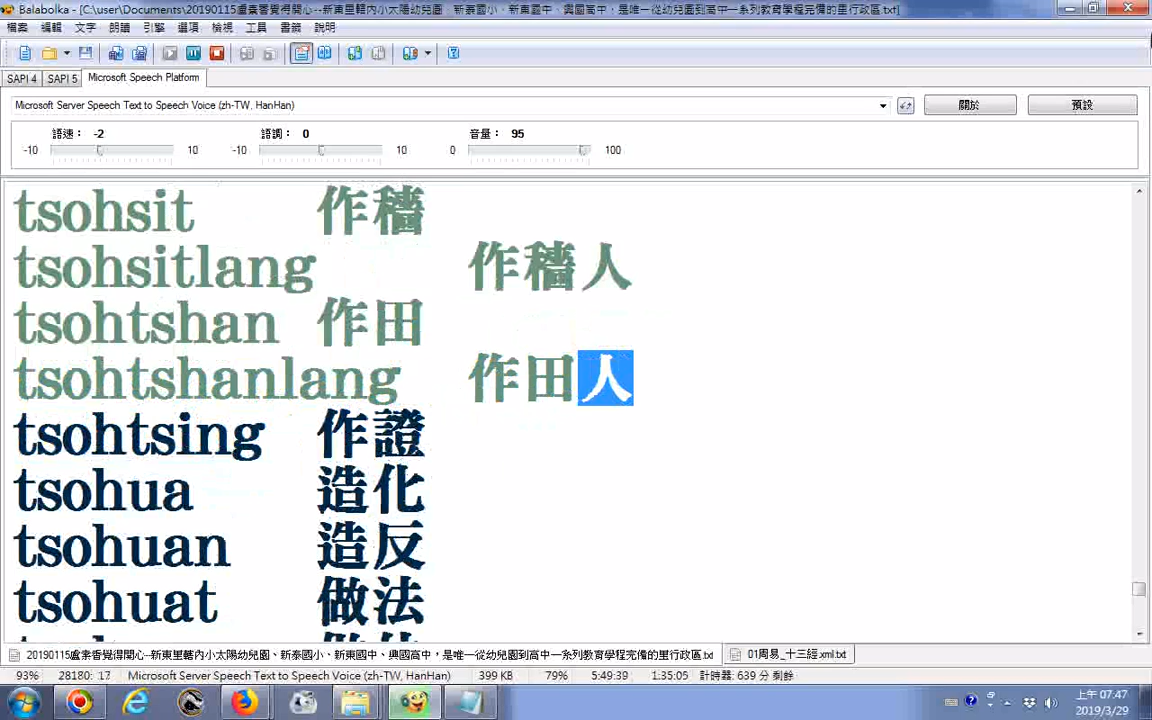 Balabolka - [C:\user\Documents\20190115盧素香覺得開心--新東里轄內小太陽幼兒園、新泰國小、新東國中、興國高中，是唯一從幼兒園到高中一系列教育學程完備的里行政區.txt]
檔案 編輯 文字 朗讀 引擎 選項 檢視 工具 書籤 說明
SAPI 4 SAPI 5 Microsoft Speech Platform
Microsoft Server Speech Text to Speech Voice (zh-TW, HanHan) 關於 預設
語速： -2 語調： 0 音量： 95
-10 10 -10 10 0 100
tsohsit 作穡
tsohsitlang 作穡人
tsohtshan 作田
tsohtshanlang 作田人
tsohtsing 作證
tsohua 造化
tsohuan 造反
tsohuat 做法
20190115盧素香覺得開心--新東里轄內小太陽幼兒園、新泰國小、新東國中、興國高中，是唯一從幼兒園到高中一系列教育學程完備的里行政區.txt 01周易_十三經.xml.txt
93% 28180: 17 Microsoft Server Speech Text to Speech Voice (zh-TW, HanHan) 399 KB 79% 5:49:39 1:35:05 計時器: 639 分 剩餘
上午 07:47
2019/3/29